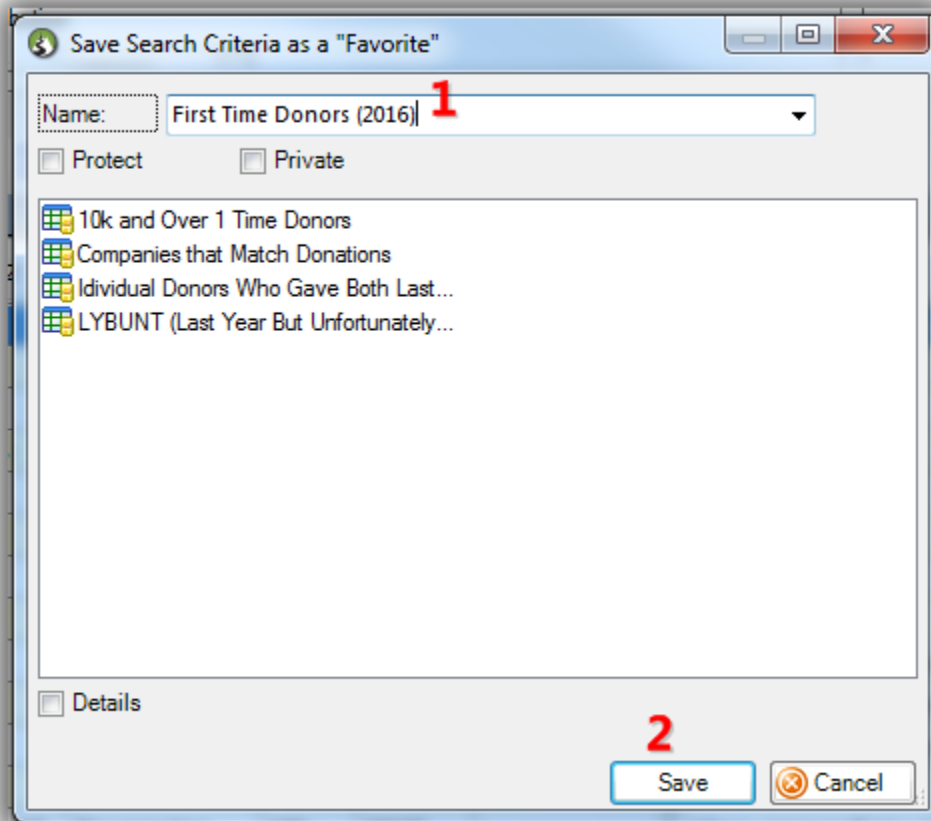 Save Search Criteria as a "Favorite"
Name: First Time Donors (2016) 1
Protect Private
10k and Over 1 Time Donors
Companies that Match Donations
Idividual Donors Who Gave Both Last...
LYBUNT (Last Year But Unfortunately...
Details
2
Save Cancel